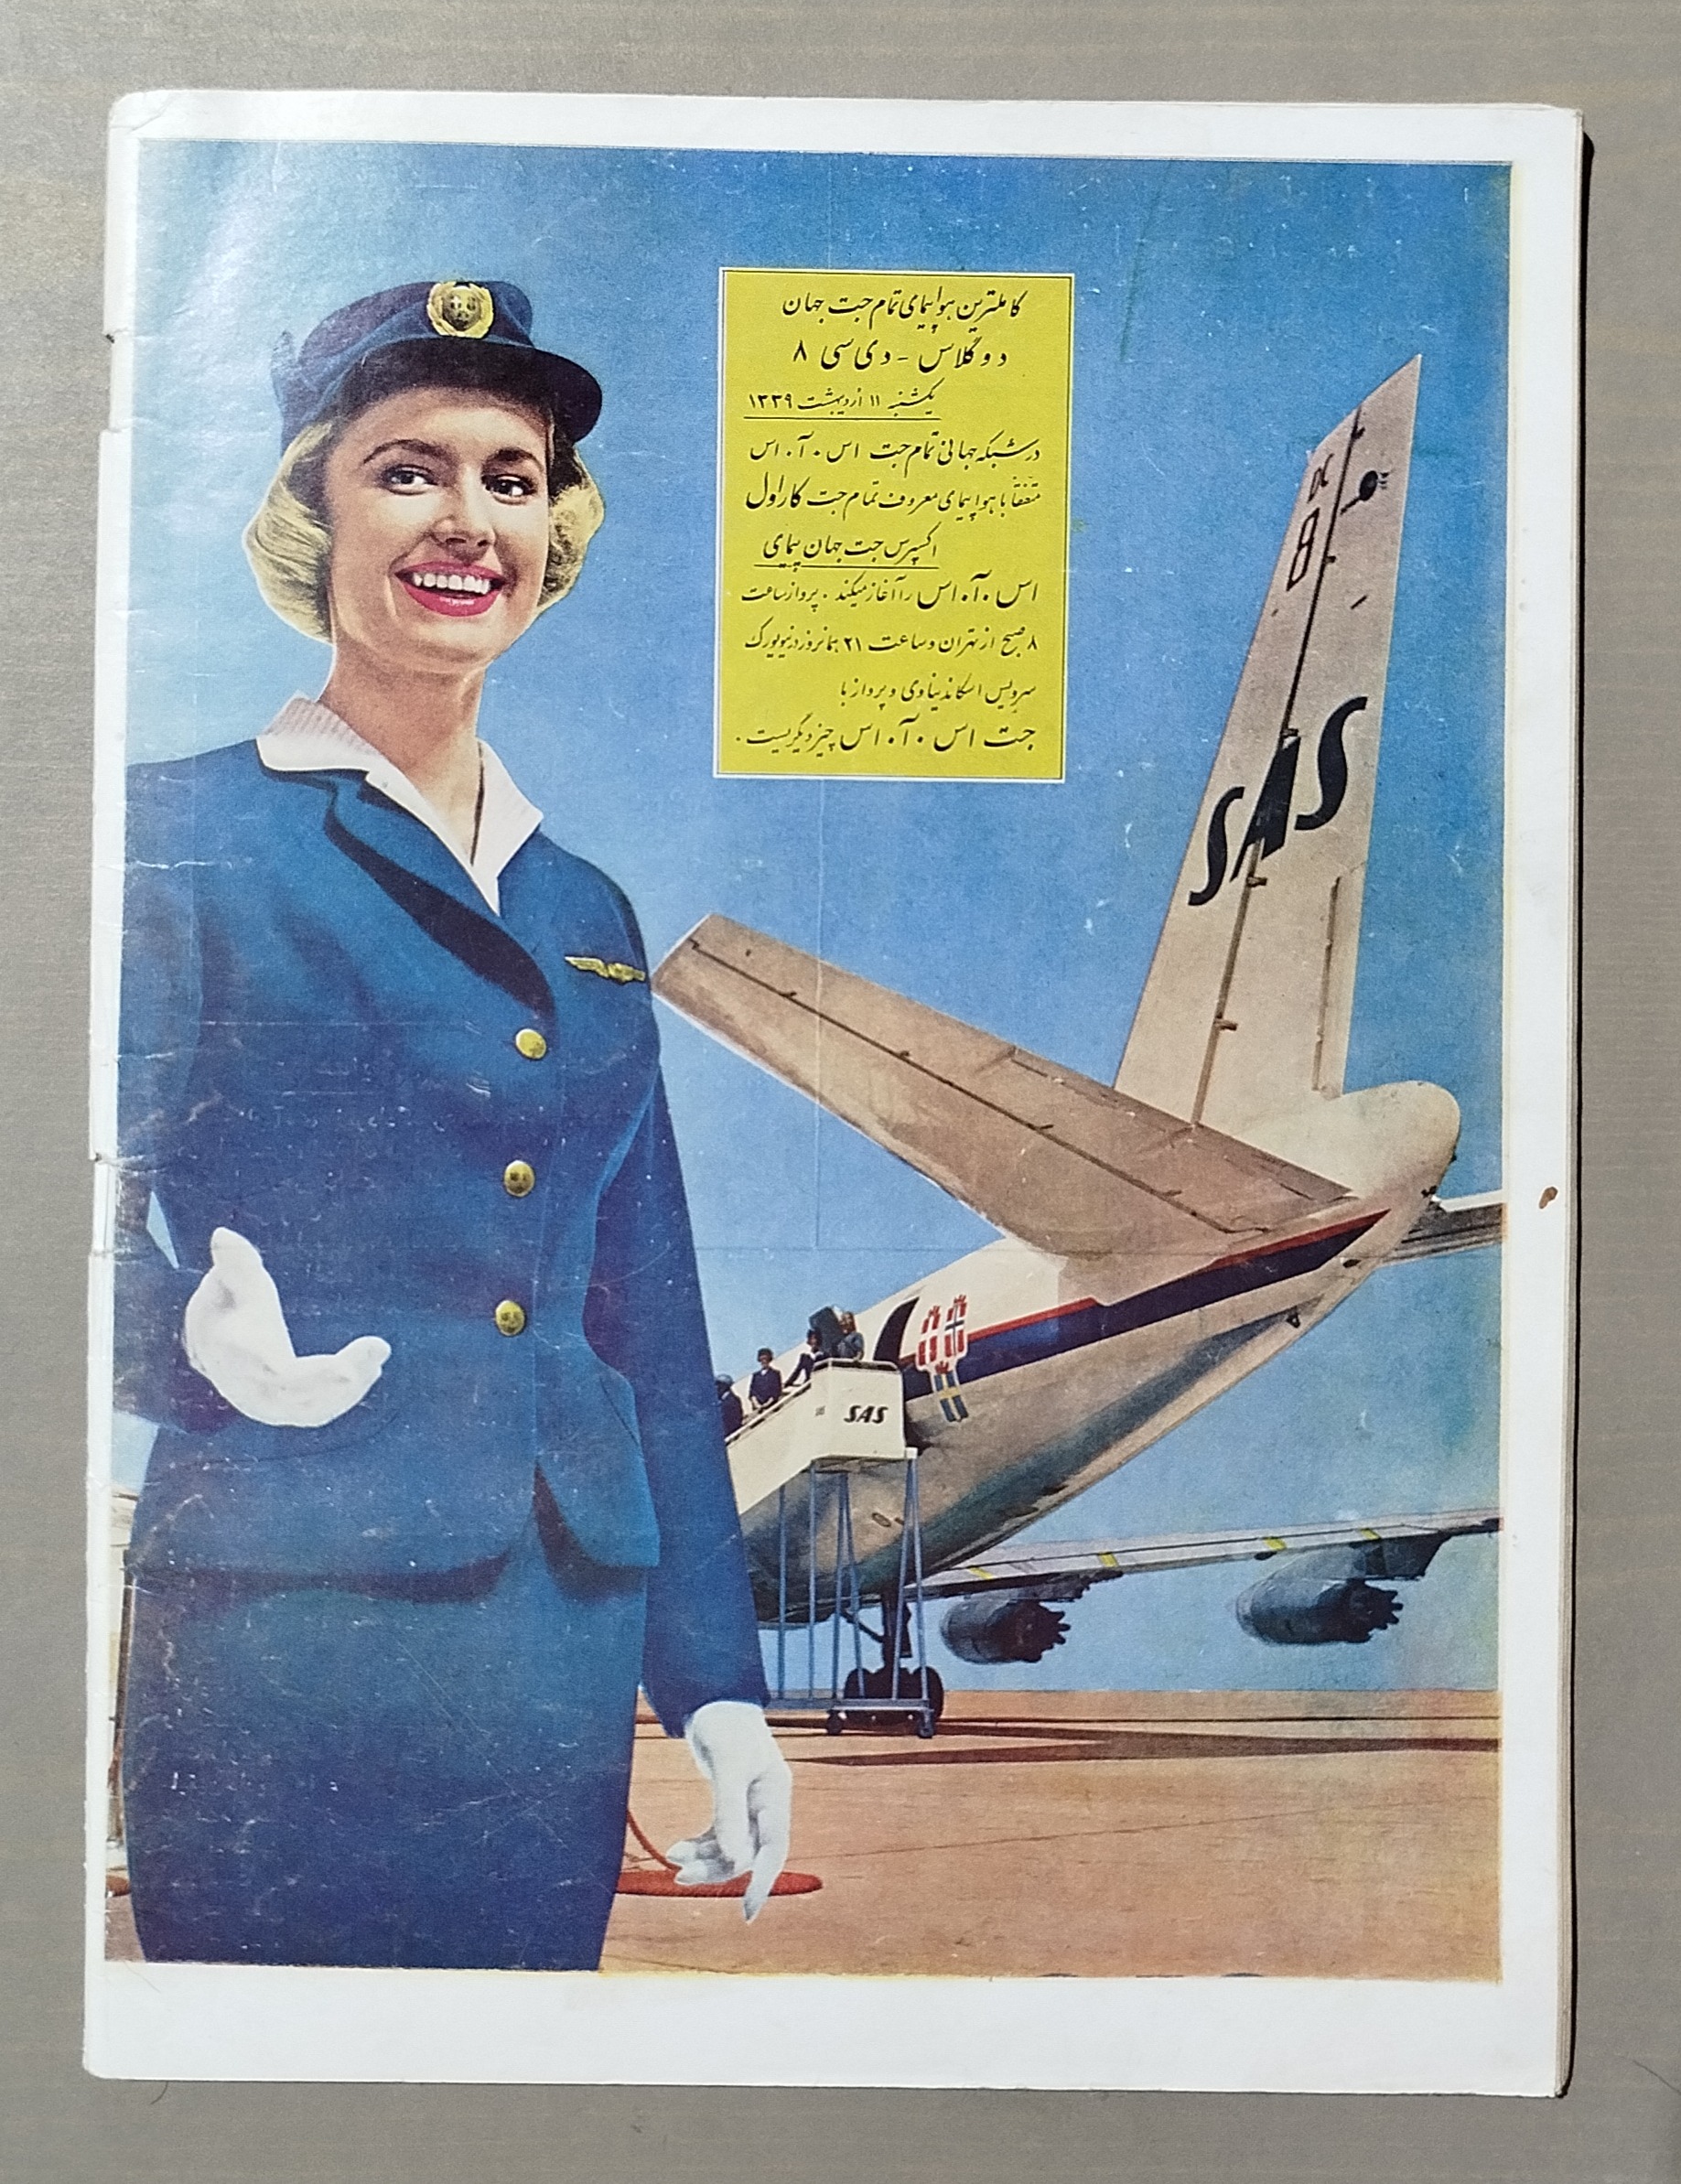 کاملترین هواپیمای تمام جت جهان
دوگلاس - دی سی ۸
یکشنبه ۱۱ اردیبهشت ۱۳۳۹
در شبکه جهانی تمام جت اس . آ . اس
متفقاً با هواپیمای معروف تمام جت کاراول
اکسپرس جت جهان پیمای
اس . آ . اس را آغاز میکند . پرواز ساعت
۸ صبح از تهران و ساعت ۲۱ همانروز در نیویورک
سرویس اسکاندیناوی و پرواز با
جت اس . آ . اس چیز دیگریست .
DC
8
SAS
SAS